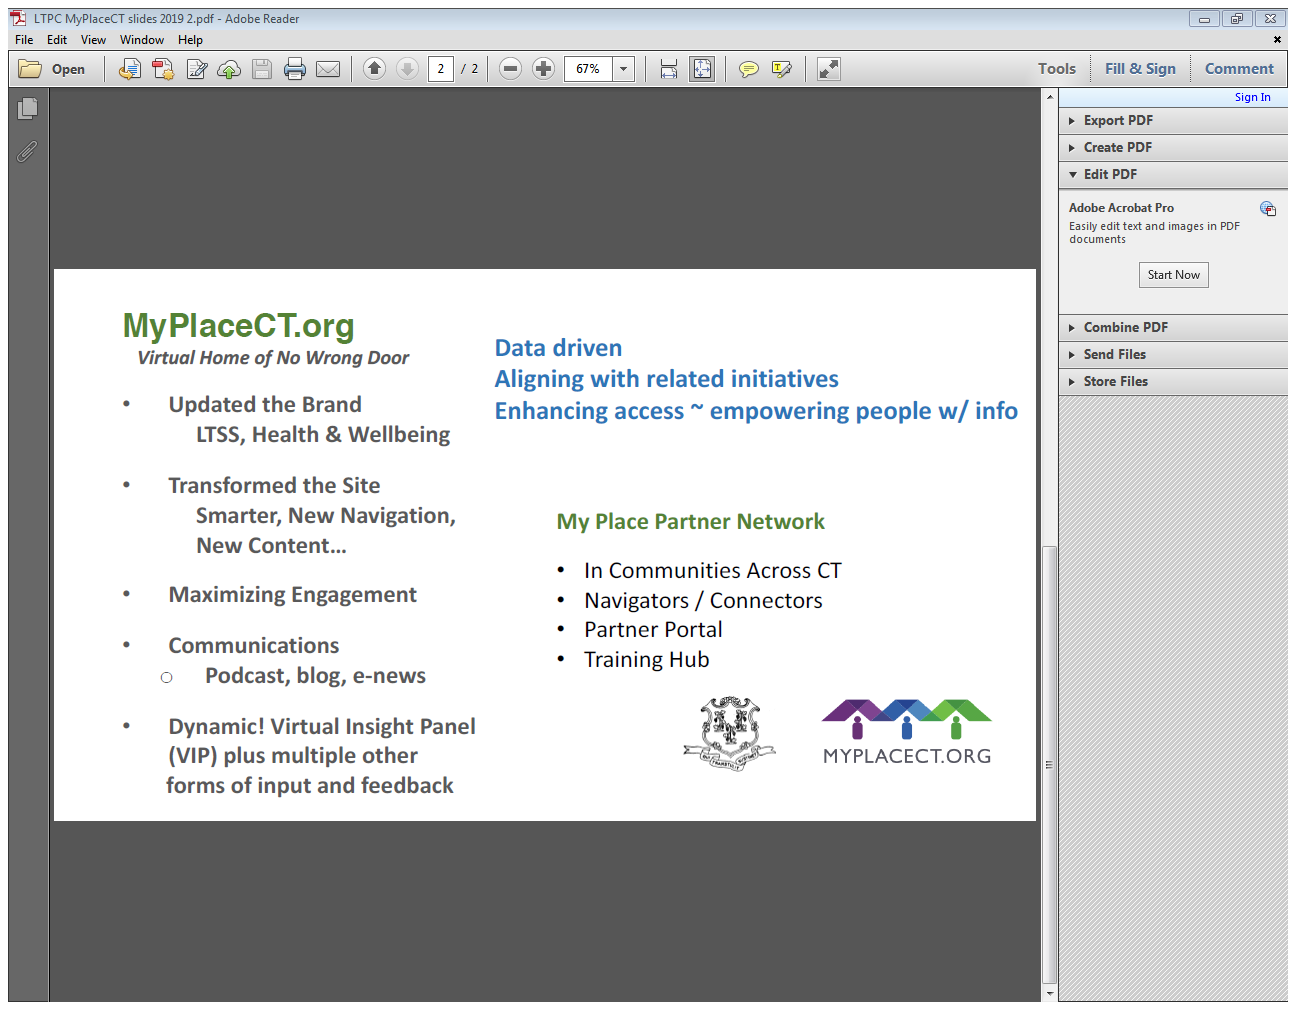 LTPC MyPlaceCT slides 2019 2.pdf - Adobe Reader
File Edit View Window Help
Open
2 / 2
67%
Tools
Fill & Sign
Comment
Sign In
Export PDF
Create PDF
Edit PDF
Adobe Acrobat Pro
Easily edit text and images in PDF
documents
Start Now
Combine PDF
Send Files
Store Files
MyPlaceCT.org
Virtual Home of No Wrong Door
• Updated the Brand
LTSS, Health & Wellbeing
• Transformed the Site
Smarter, New Navigation,
New Content...
• Maximizing Engagement
• Communications
○ Podcast, blog, e-news
• Dynamic! Virtual Insight Panel
(VIP) plus multiple other
forms of input and feedback
Data driven
Aligning with related initiatives
Enhancing access ~ empowering people w/ info
My Place Partner Network
• In Communities Across CT
• Navigators / Connectors
• Partner Portal
• Training Hub
MYPLACECT.ORG